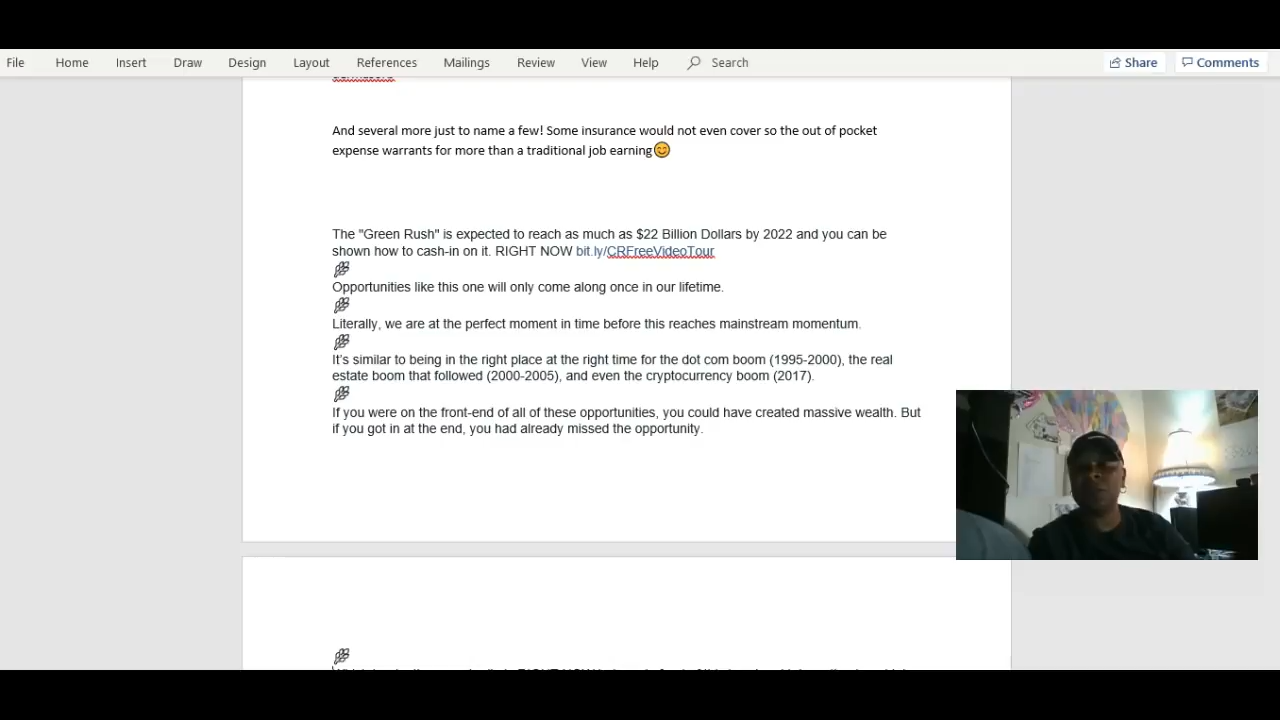 File Home Insert Draw Design Layout References Mailings Review View Help Search Share Comments
And several more just to name a few! Some insurance would not even cover so the out of pocket
expense warrants for more than a traditional job earning😊
The "Green Rush" is expected to reach as much as $22 Billion Dollars by 2022 and you can be
shown how to cash-in on it. RIGHT NOW bit.ly/CRFreeVideoTour
Opportunities like this one will only come along once in our lifetime.
Literally, we are at the perfect moment in time before this reaches mainstream momentum.
It's similar to being in the right place at the right time for the dot com boom (1995-2000), the real
estate boom that followed (2000-2005), and even the cryptocurrency boom (2017).
If you were on the front-end of all of these opportunities, you could have created massive wealth. But
if you got in at the end, you had already missed the opportunity.